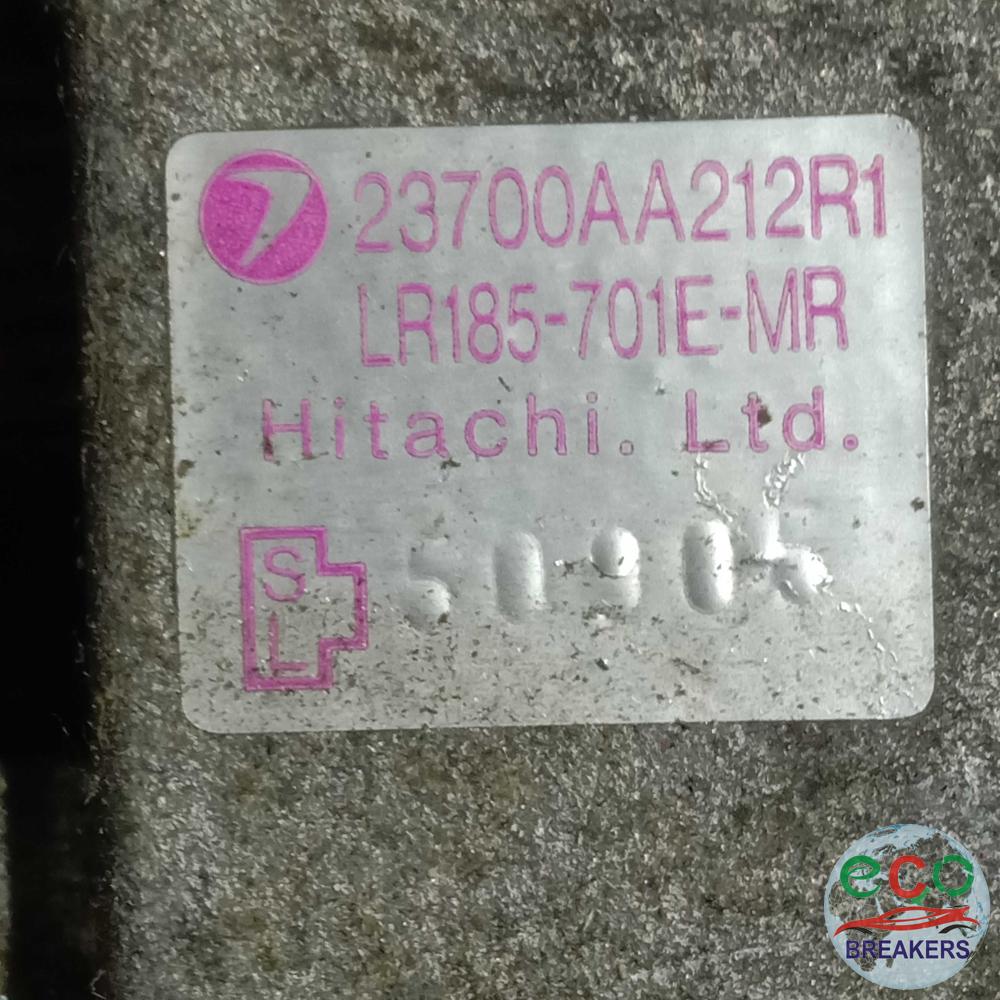 23700AA212R1
LR185-701E-MR
Hitachi. Ltd.
S
L
eco
BREAKERS